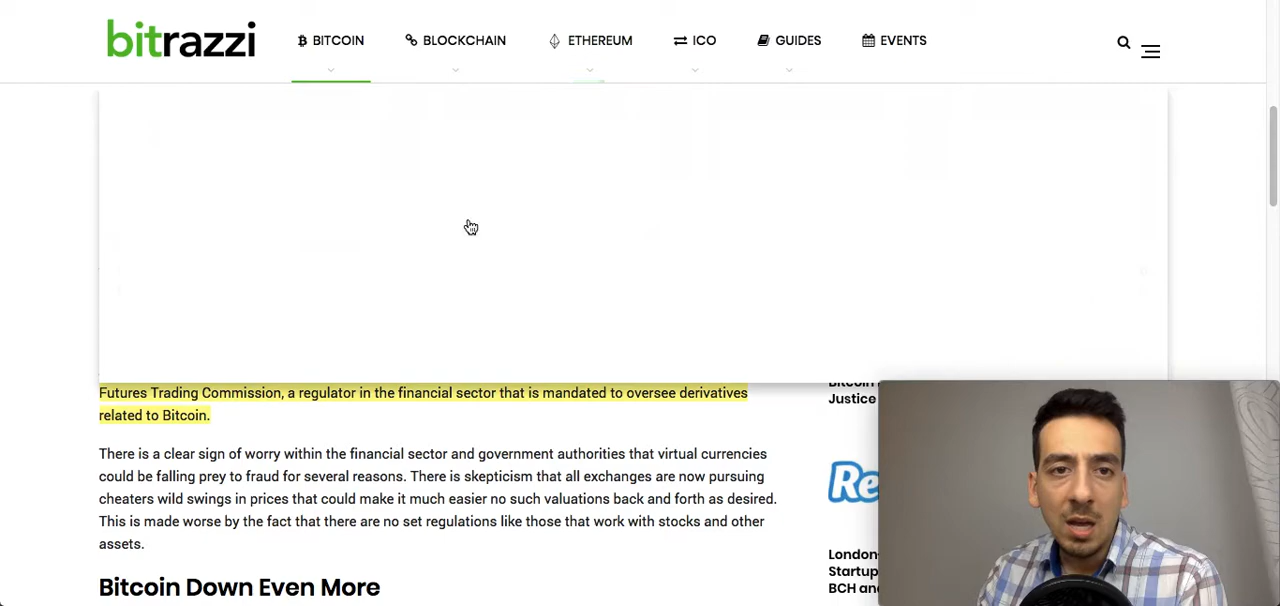 bitrazzi
BITCOIN
BLOCKCHAIN
ETHEREUM
ICO
GUIDES
EVENTS
Futures Trading Commission, a regulator in the financial sector that is mandated to oversee derivatives
related to Bitcoin.
There is a clear sign of worry within the financial sector and government authorities that virtual currencies
could be falling prey to fraud for several reasons. There is skepticism that all exchanges are now pursuing
cheaters wild swings in prices that could make it much easier no such valuations back and forth as desired.
This is made worse by the fact that there are no set regulations like those that work with stocks and other
assets.
Bitcoin Down Even More
Bitcoin
Justice
Re
London-
Startup
BCH and